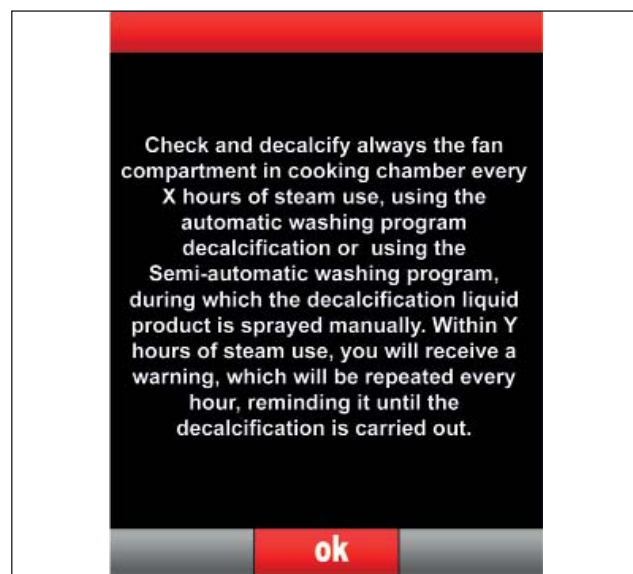 Check and decalcify always the fan
compartment in cooking chamber every
X hours of steam use, using the
automatic washing program
decalcification or using the
Semi-automatic washing program,
during which the decalcification liquid
product is sprayed manually. Within Y
hours of steam use, you will receive a
warning, which will be repeated every
hour, reminding it until the
decalcification is carried out.
ok